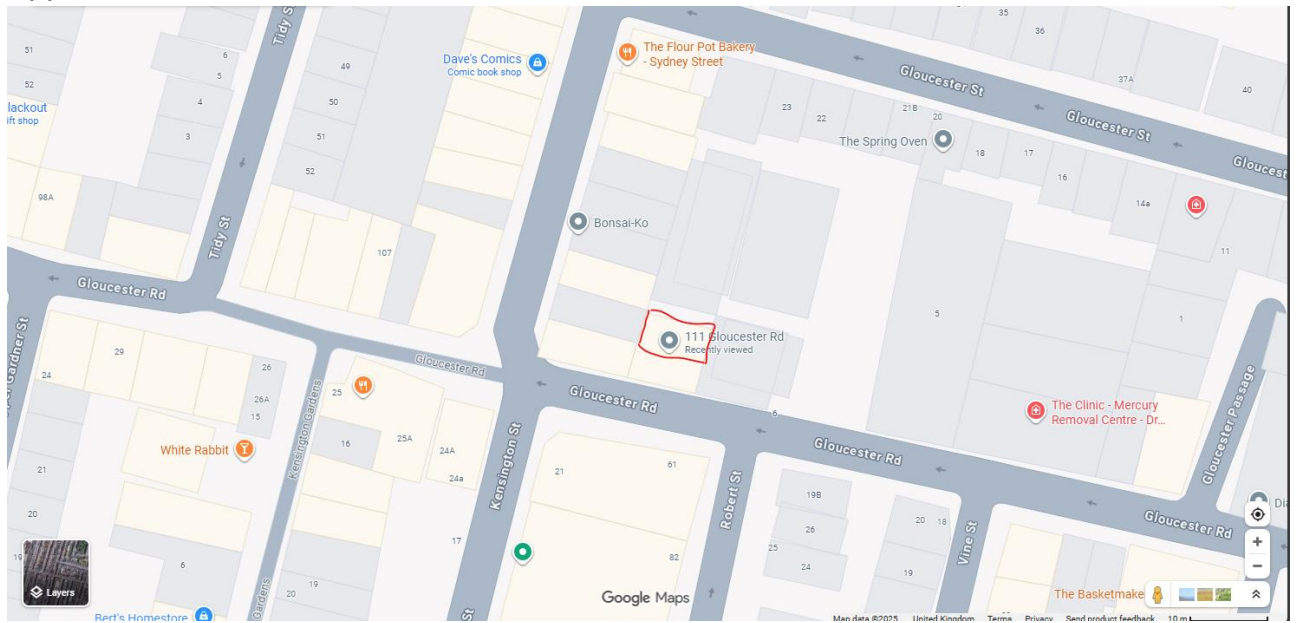 Tidy St
35
36
51
6
5
49
Dave's Comics
Comic book shop
The Flour Pot Bakery
- Sydney Street
Gloucester St
37A
40
52
4
50
lackout
ift shop
3
51
23
22
21B
20
Gloucester St
The Spring Oven
18
17
52
16
Gloucest
98A
14a
Tidy St
Bonsai-Ko
107
11
Gloucester Rd
5
1
111 Gloucester Rd
Recently viewed
29
26
Gloucester Rd
24
25
Gloucester Rd
26A
15
Kensington Gardens
The Clinic - Mercury
Removal Centre - Dr...
Gloucester Passage
6
16
25A
24A
24a
White Rabbit
Kensington St
Gloucester Rd
21
61
21
Robert St
19B
20
18
20
26
Vine St
Gloucester Rd
17
25
82
24
19
19
6
19
20
Gardens
St
Layers
Google Maps
The Basketmake
Bert's Homestore
Map data ©2025
United Kingdom
Terms
Privacy
Send product feedback
10 m